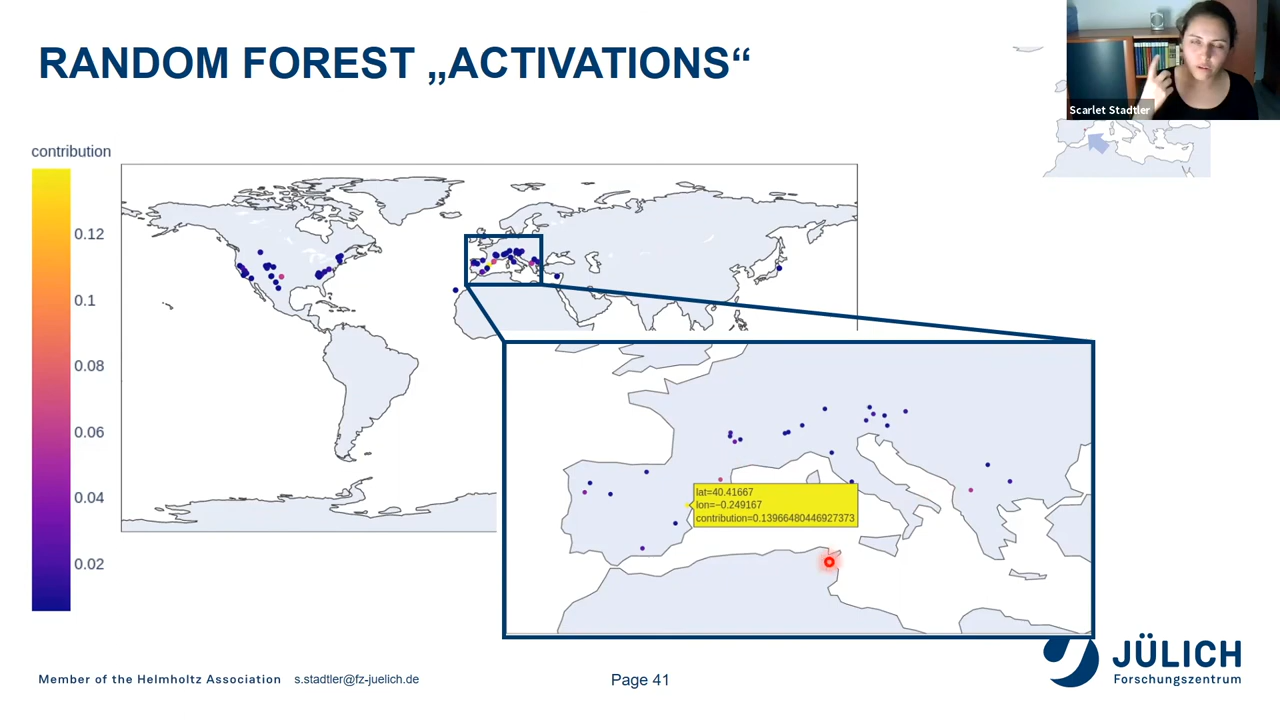 RANDOM FOREST „ACTIVATIONS“
Scarlet Stadtler
contribution
0.12
0.1
0.08
0.06
0.04
0.02
lat=40.41667
lon=−0.249167
contribution=0.13966480446927373
JÜLICH
Forschungszentrum
Member of the Helmholtz Association s.stadtler@fz-juelich.de
Page 41